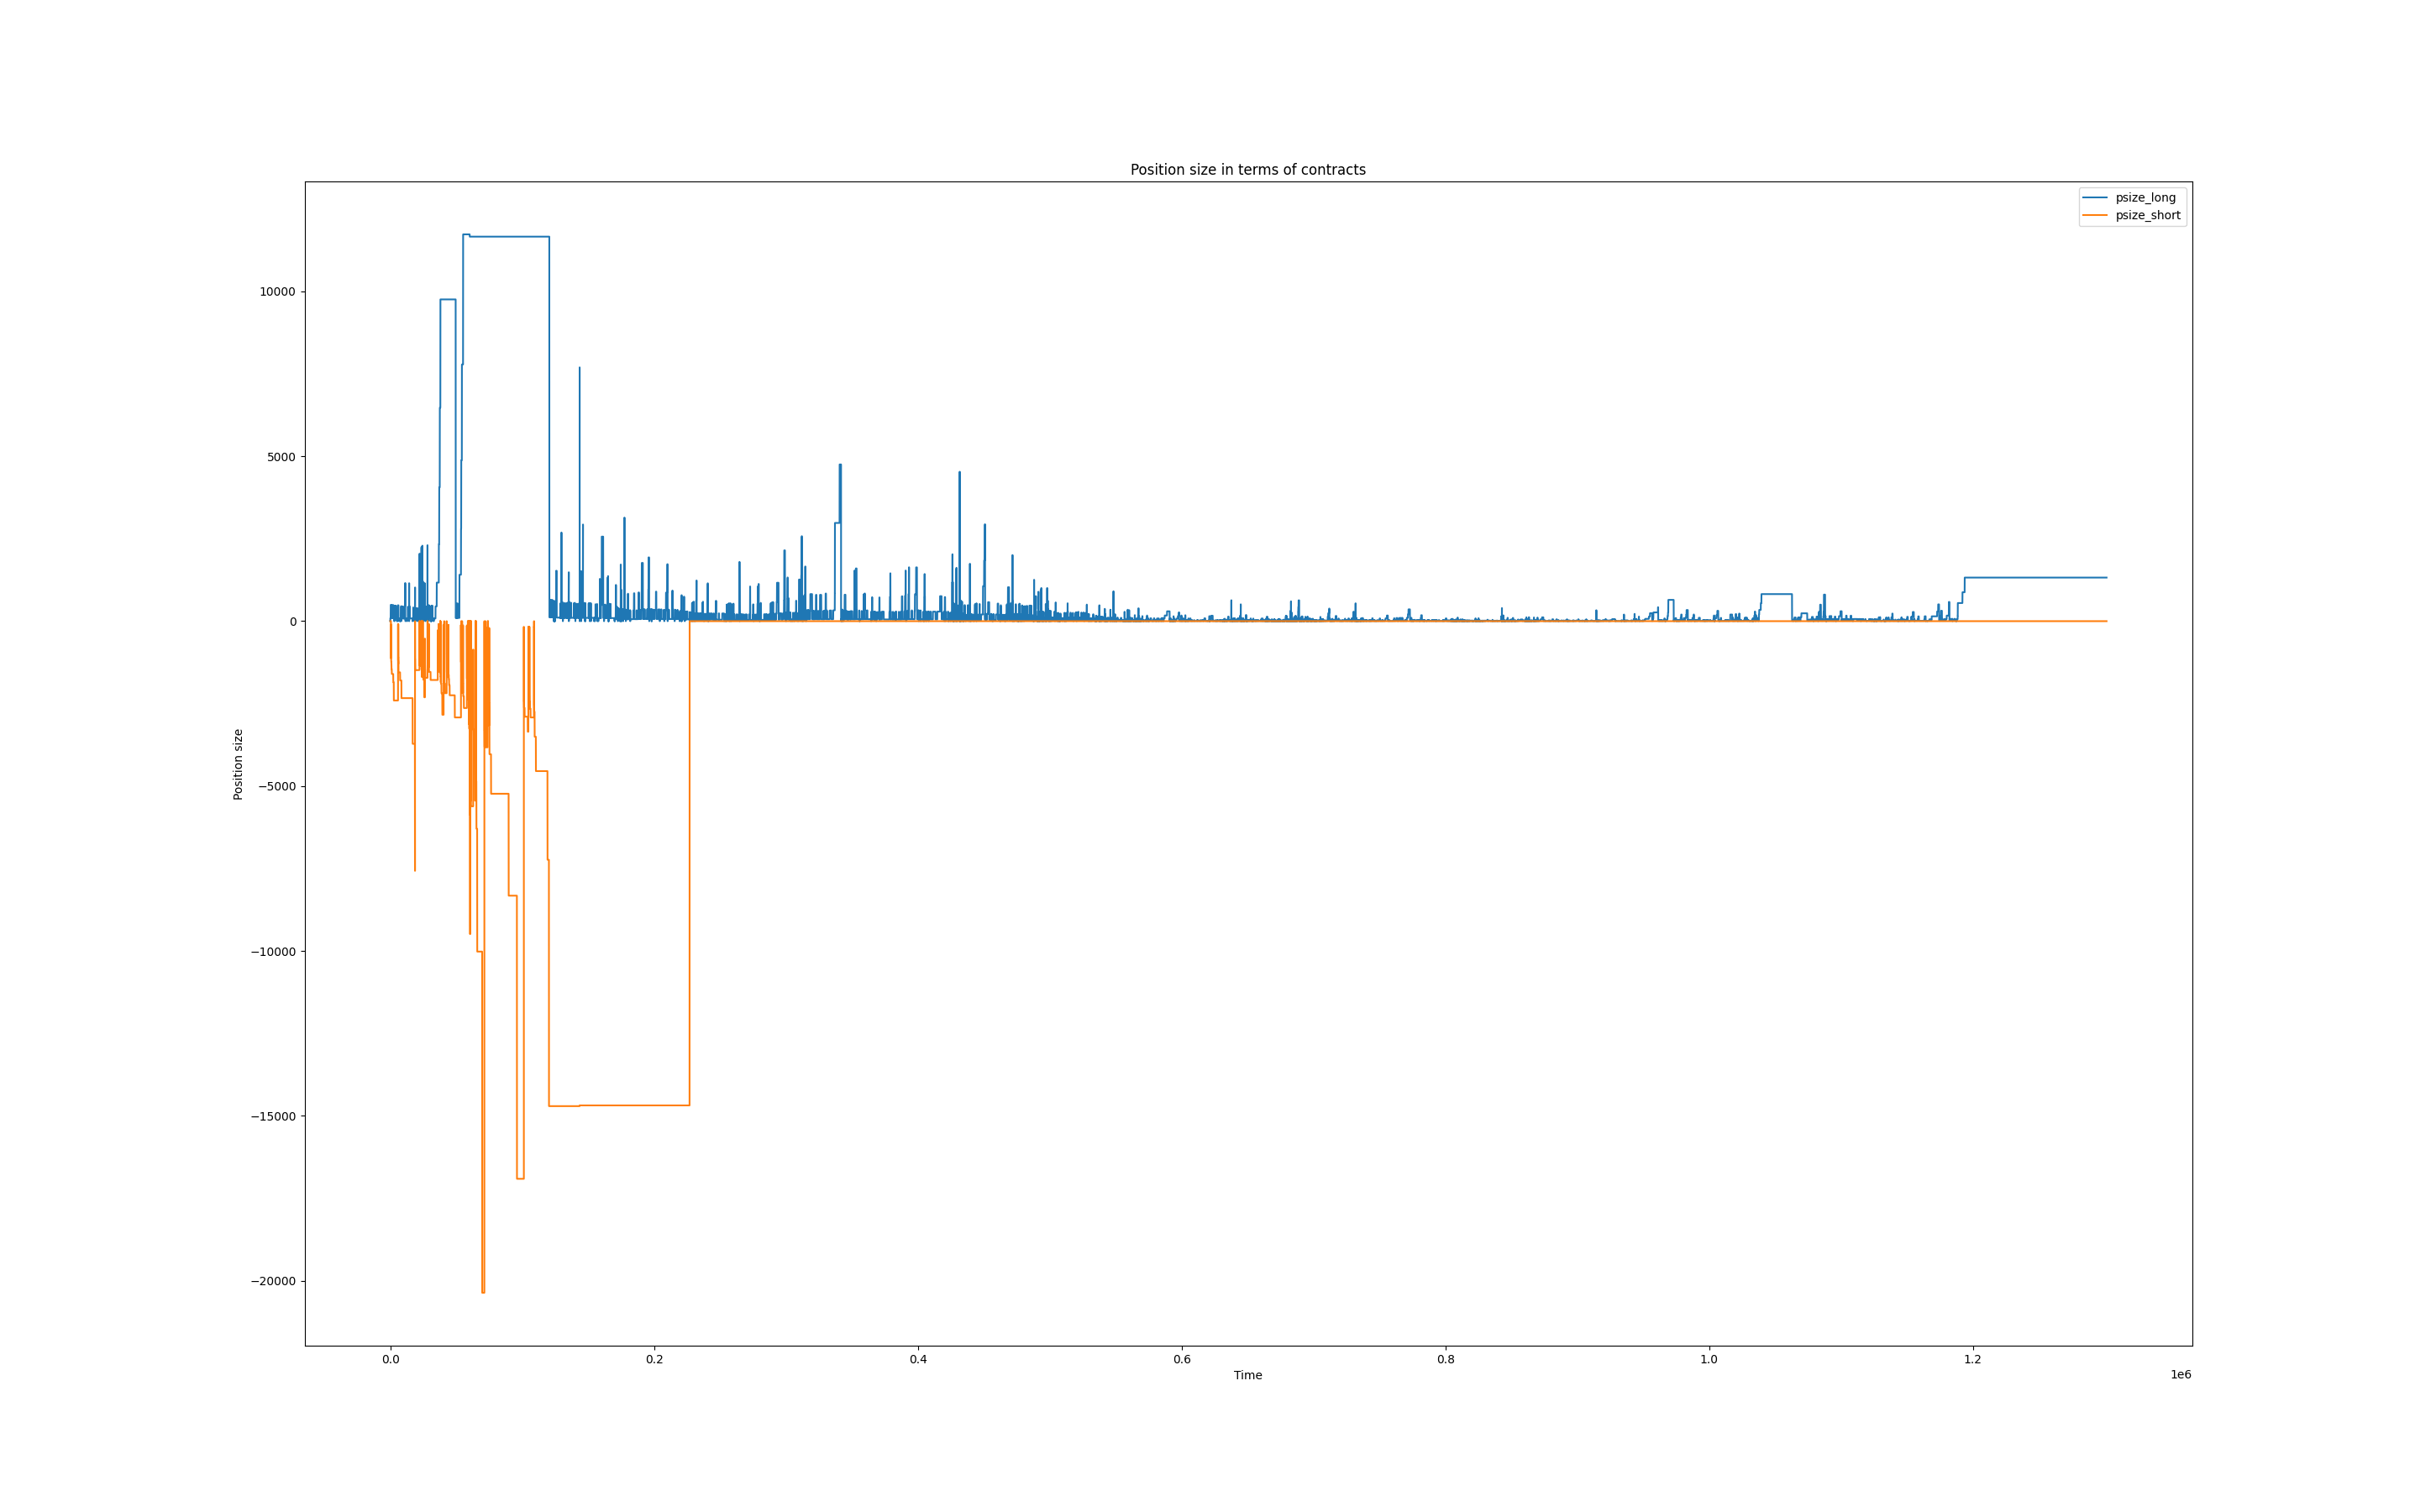 Position size in terms of contracts
psize_long
psize_short
10000
5000
0
−5000
−10000
−15000
−20000
Position size
0.0
0.2
0.4
0.6
0.8
1.0
1.2
Time
1e6